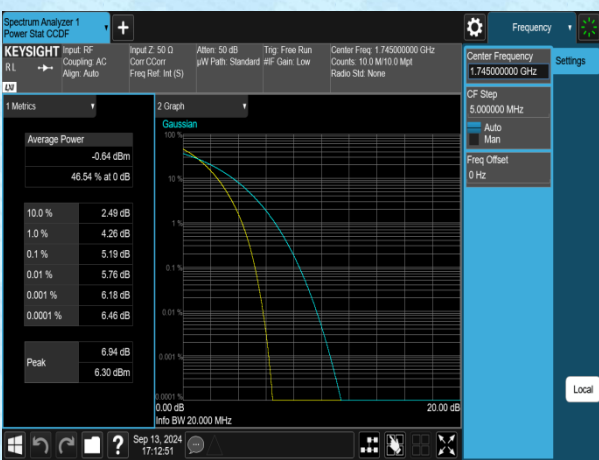 Spectrum Analyzer 1
Power Stat CCDF
+
Frequency
KEYSIGHT
RL
LXI
Input: RF
Coupling: AC
Align: Auto
Input Z: 50 Ω
Corr CCorr
Freq Ref: Int (S)
Atten: 50 dB
µW Path: Standard
Trig: Free Run
#IF Gain: Low
Center Freq: 1.745000000 GHz
Counts: 10.0 M/10.0 Mpt
Radio Std: None
Center Frequency
1.745000000 GHz
Settings
CF Step
5.000000 MHz
Auto
Man
Freq Offset
0 Hz
Local
1 Metrics
Average Power
-0.64 dBm
46.54 % at 0 dB
10.0 % 2.49 dB
1.0 % 4.26 dB
0.1 % 5.19 dB
0.01 % 5.76 dB
0.001 % 6.18 dB
0.0001 % 6.46 dB
Peak
6.94 dB
6.30 dBm
2 Graph
Gaussian
100 %
10 %
1 %
0.1 %
0.01 %
0.001 %
0.0001 %
0.00 dB 20.00 dB
Info BW 20.000 MHz
?
Sep 13, 2024
17:12:51